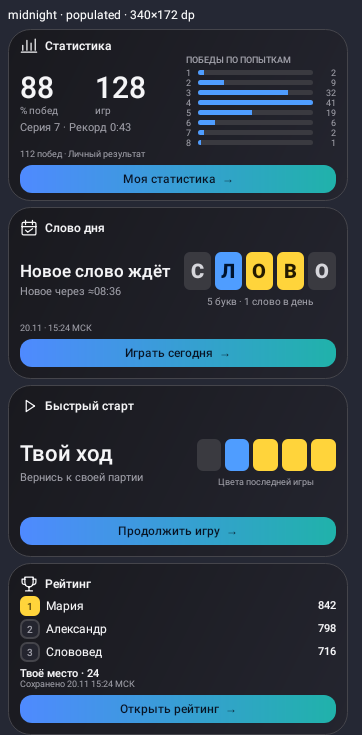 midnight · populated · 340×172 dp
Статистика
88
% побед
128
игр
Серия 7 · Рекорд 0:43
112 побед · Личный результат
ПОБЕДЫ ПО ПОПЫТКАМ
1 2
2 9
3 32
4 41
5 19
6 6
7 2
8 1
Моя статистика →
Слово дня
Новое слово ждёт
Новое через ≈08:36
С Л О В О
5 букв · 1 слово в день
20.11 · 15:24 МСК
Играть сегодня →
Быстрый старт
Твой ход
Вернись к своей партии
Цвета последней игры
Продолжить игру →
Рейтинг
1 Мария 842
2 Александр 798
3 Слововед 716
Твоё место · 24
Сохранено 20.11 15:24 МСК
Открыть рейтинг →